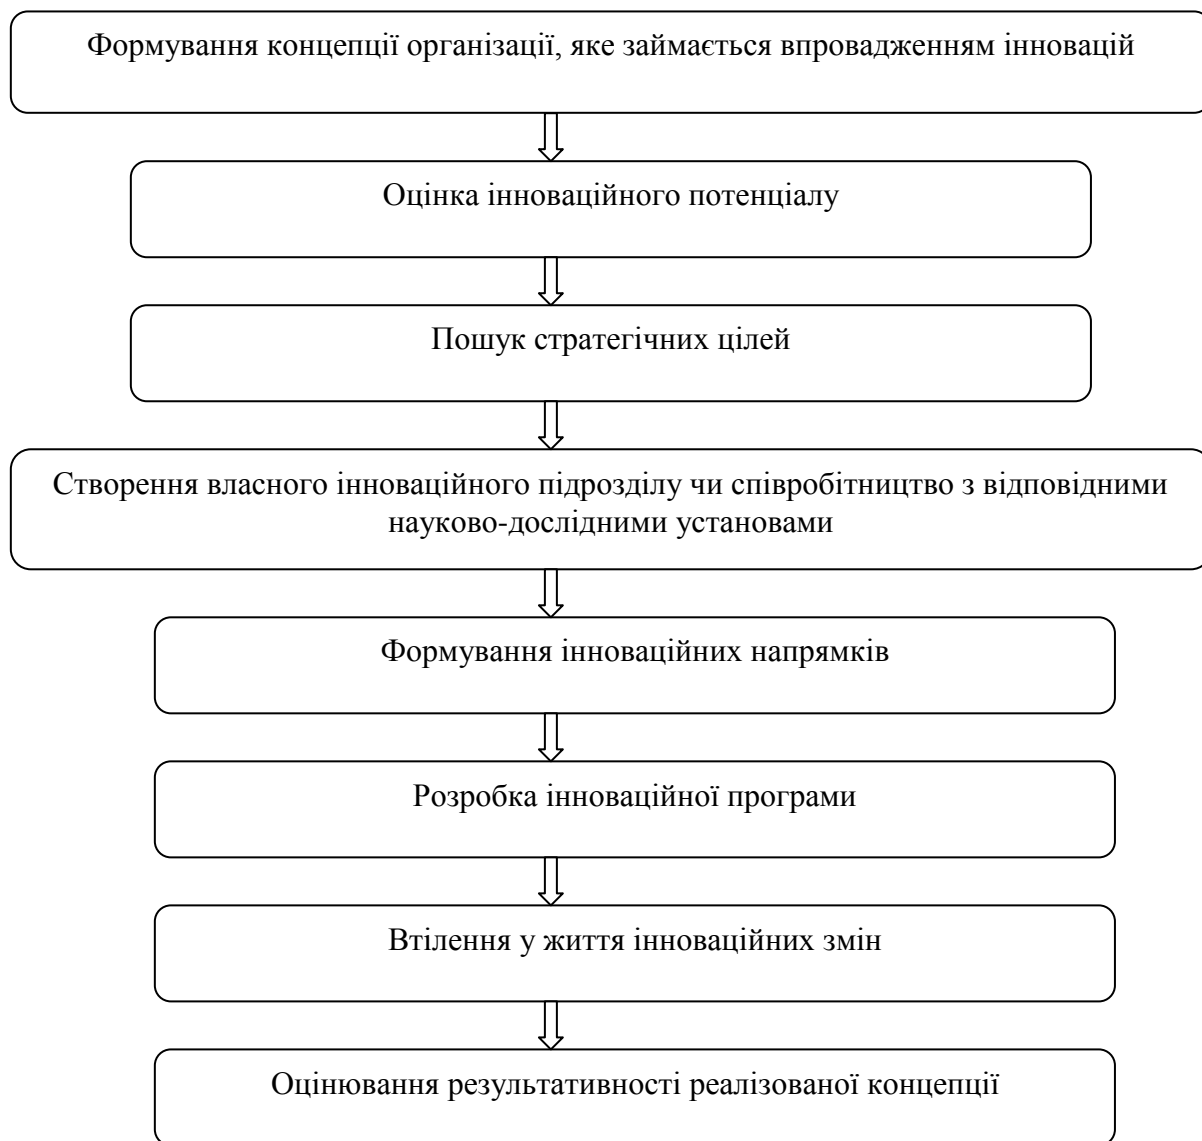 Формування концепції організації, яке займається впровадженням інновацій
Оцінка інноваційного потенціалу
Пошук стратегічних цілей
Створення власного інноваційного підрозділу чи співробітництво з відповідними
науково-дослідними установами
Формування інноваційних напрямків
Розробка інноваційної програми
Втілення у життя інноваційних змін
Оцінювання результативності реалізованої концепції